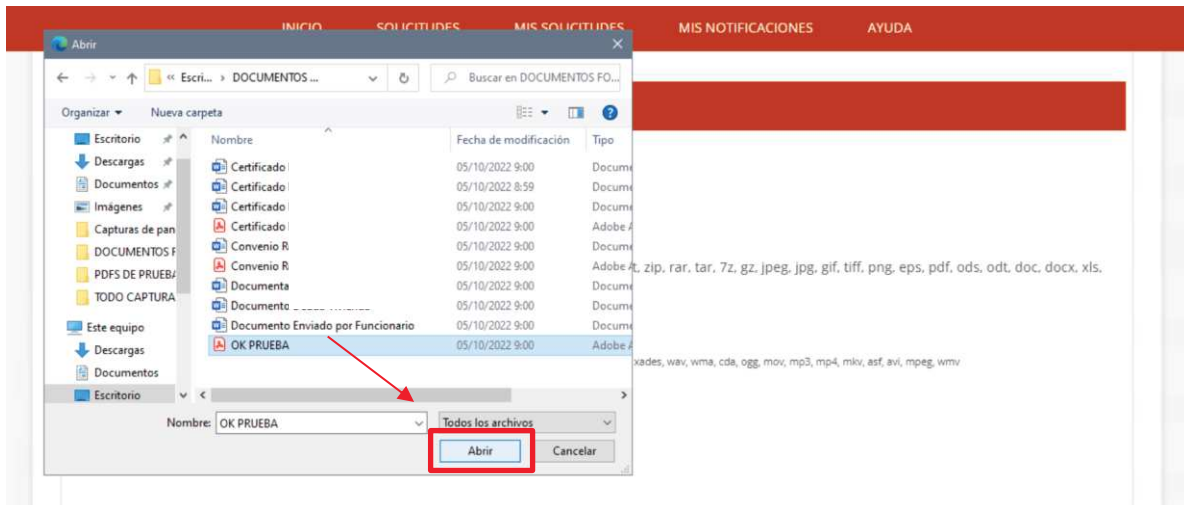 INICIO SOLICITUDES MIS SOLICITUDES MIS NOTIFICACIONES AYUDA
Abrir
« Escri... › DOCUMENTOS ... Buscar en DOCUMENTOS FO...
Organizar Nueva carpeta
Nombre Fecha de modificación Tipo
Escritorio
Descargas
Documentos
Imágenes
Capturas de pan
DOCUMENTOS F
PDFS DE PRUEBA
TODO CAPTURA
Este equipo
Descargas
Documentos
Escritorio
Certificado 05/10/2022 9:00 Docume
Certificado 05/10/2022 8:59 Docume
Certificado 05/10/2022 9:00 Docume
Certificado 05/10/2022 9:00 Adobe A
Convenio R 05/10/2022 9:00 Docume
Convenio R 05/10/2022 9:00 Adobe A
Documenta 05/10/2022 9:00 Docume
Documento 05/10/2022 9:00 Docume
Documento Enviado por Funcionario 05/10/2022 9:00 Docume
OK PRUEBA 05/10/2022 9:00 Adobe A
t, zip, rar, tar, 7z, gz, jpeg, jpg, gif, tiff, png, eps, pdf, ods, odt, doc, docx, xls,
xades, wav, wma, cda, ogg, mov, mp3, mp4, mkv, asf, avi, mpeg, wmv
Nombre: OK PRUEBA Todos los archivos
Abrir Cancelar